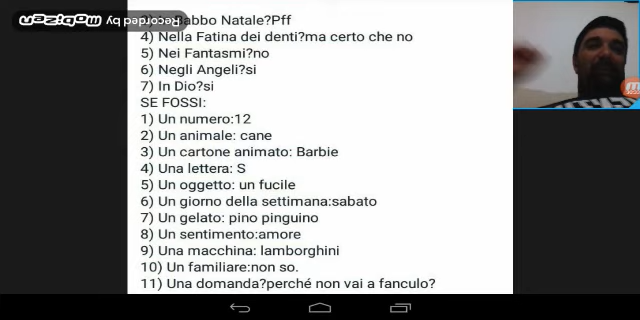 Babbo Natale?Pff
4) Nella Fatina dei denti?ma certo che no
5) Nei Fantasmi?no
6) Negli Angeli?si
7) In Dio?si
SE FOSSI:
1) Un numero:12
2) Un animale: cane
3) Un cartone animato: Barbie
4) Una lettera: S
5) Un oggetto: un fucile
6) Un giorno della settimana:sabato
7) Un gelato: pino pinguino
8) Un sentimento:amore
9) Una macchina: lamborghini
10) Un familiare:non so.
11) Una domanda?perché non vai a fanculo?
Recorded by
mobizen